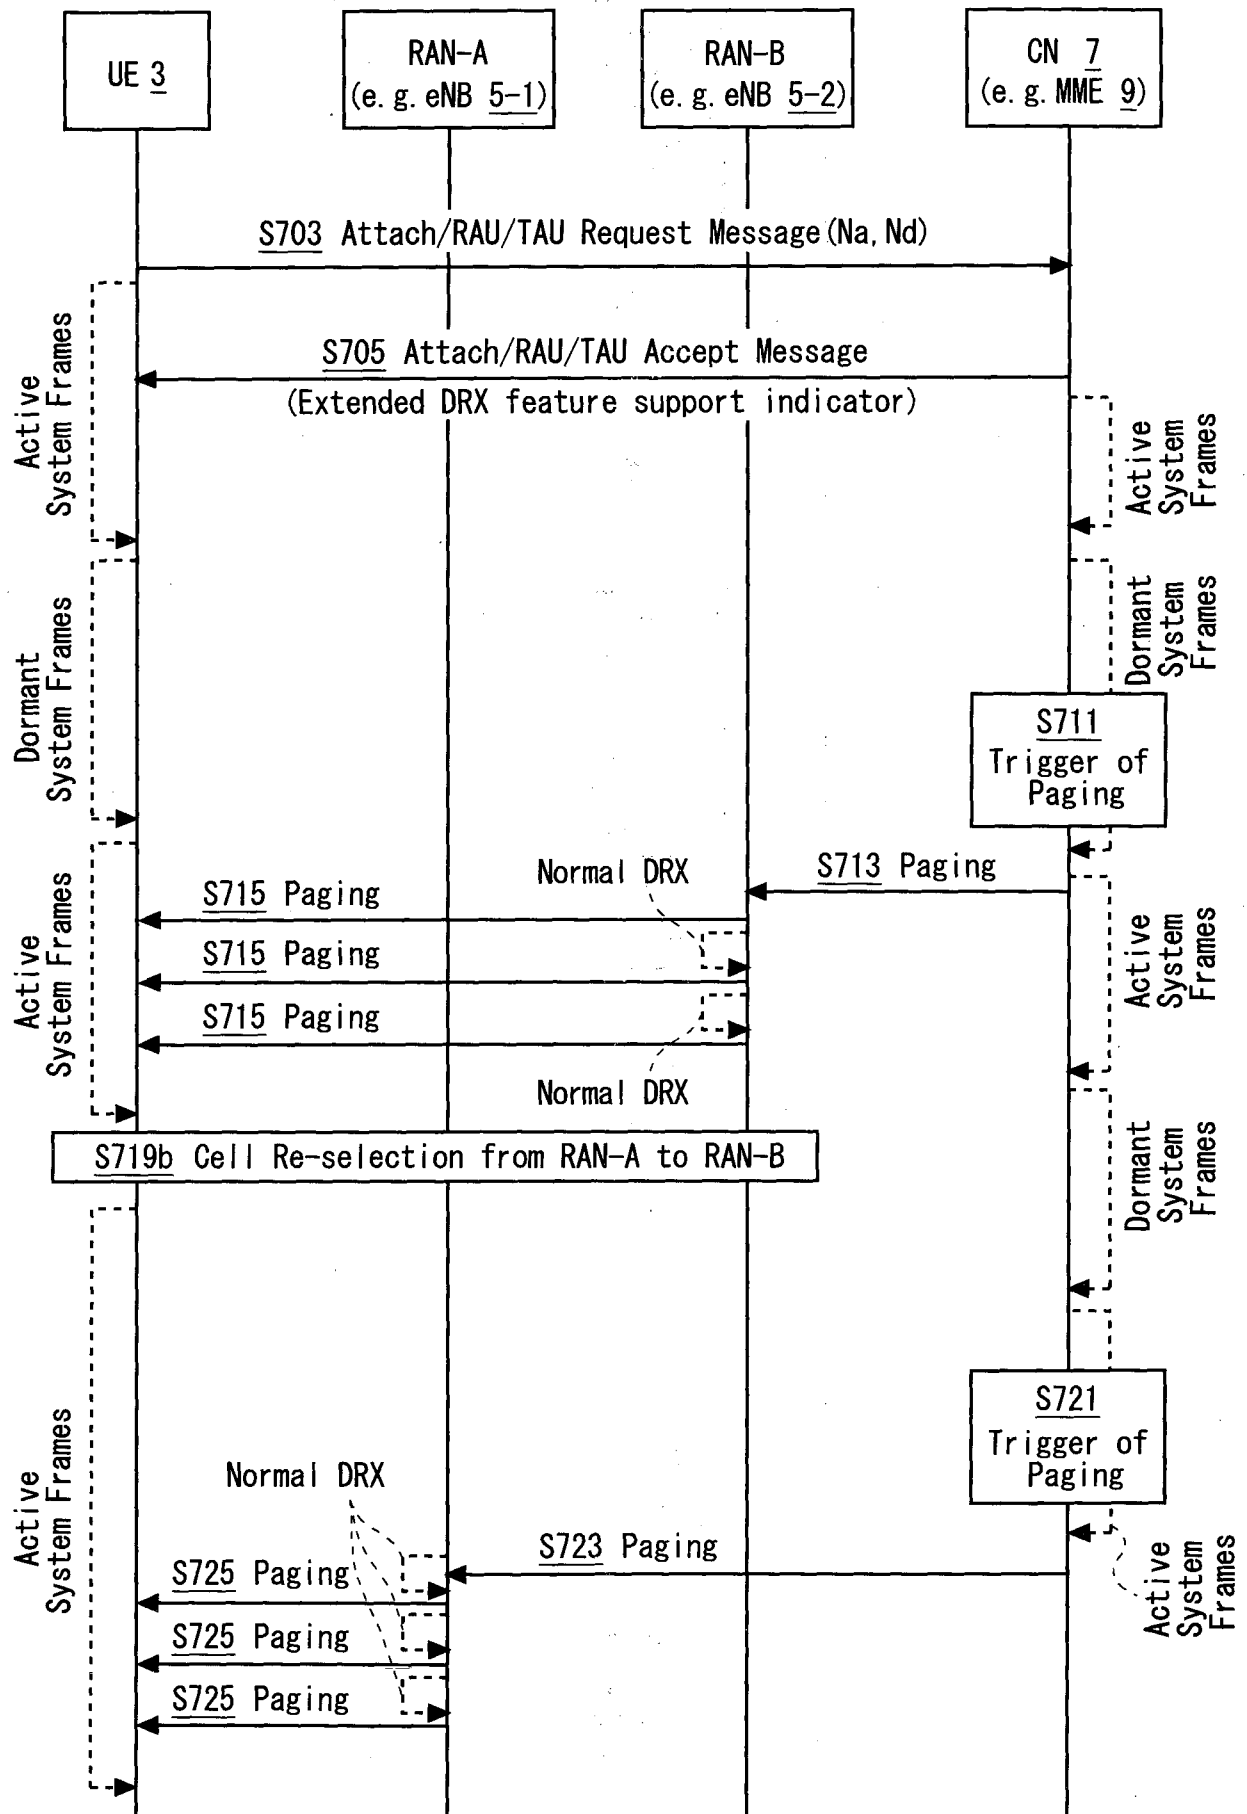 UE 3
RAN-A
(e.g. eNB 5-1)
RAN-B
(e.g. eNB 5-2)
CN 7
(e.g. MME 9)
S703 Attach/RAU/TAU Request Message (Na, Nd)
Active
System Frames
S705 Attach/RAU/TAU Accept Message
(Extended DRX feature support indicator)
Active
System
Frames
Dormant
System Frames
Dormant
System
Frames
S711
Trigger of
Paging
S713 Paging
Normal DRX
S715 Paging
S715 Paging
S715 Paging
Normal DRX
Active
System Frames
Active
System
Frames
S719b Cell Re-selection from RAN-A to RAN-B
Dormant
System
Frames
S721
Trigger of
Paging
Active
System Frames
Normal DRX
S723 Paging
S725 Paging
S725 Paging
S725 Paging
Active
System
Frames